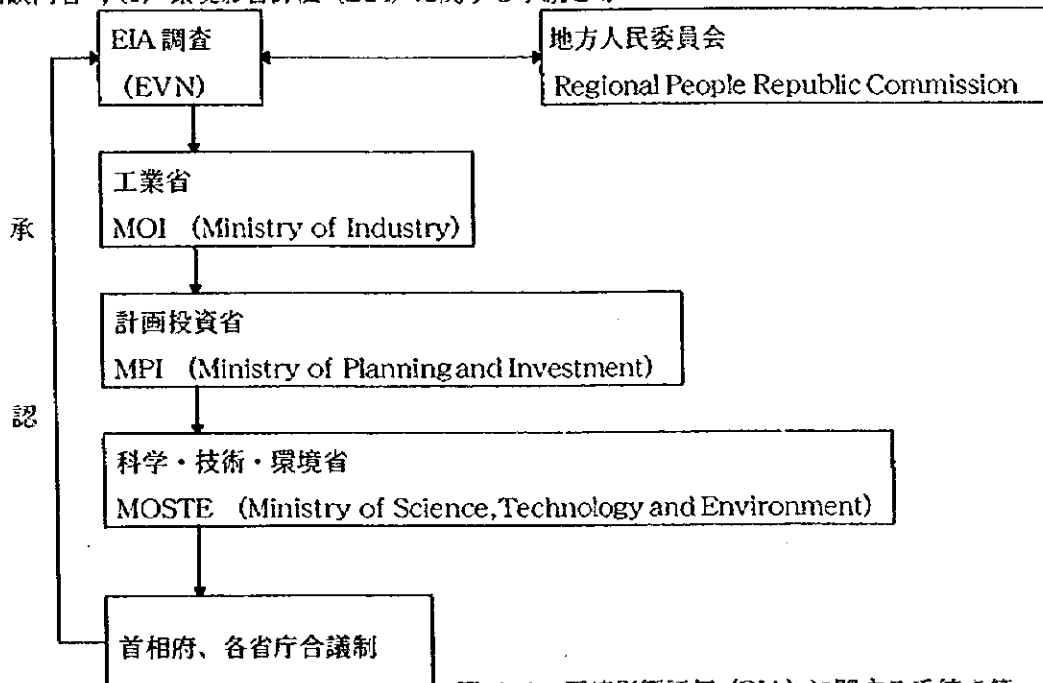 EIA 調査
(EVN)
地方人民委員会
Regional People Republic Commission
工業省
MOI (Ministry of Industry)
承
計画投資省
MPI (Ministry of Planning and Investment)
認
科学・技術・環境省
MOSTE (Ministry of Science, Technology and Environment)
首相府、各省庁合議制